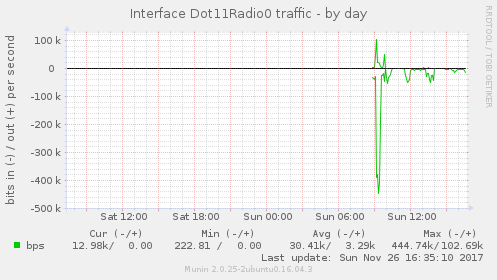 Interface Dot11Radio0 traffic - by day
RRDTOOL / TOBI OETIKER
bits in (-) / out (+) per second
100 k
0
-100 k
-200 k
-300 k
-400 k
-500 k
Sat 12:00 Sat 18:00 Sun 00:00 Sun 06:00 Sun 12:00
Cur (-/+) Min (-/+) Avg (-/+) Max (-/+)
bps 12.98k/ 0.00 222.81 / 0.00 30.41k/ 3.29k 444.74k/102.69k
Last update: Sun Nov 26 16:35:10 2017
Munin 2.0.25-2ubuntu0.16.04.3